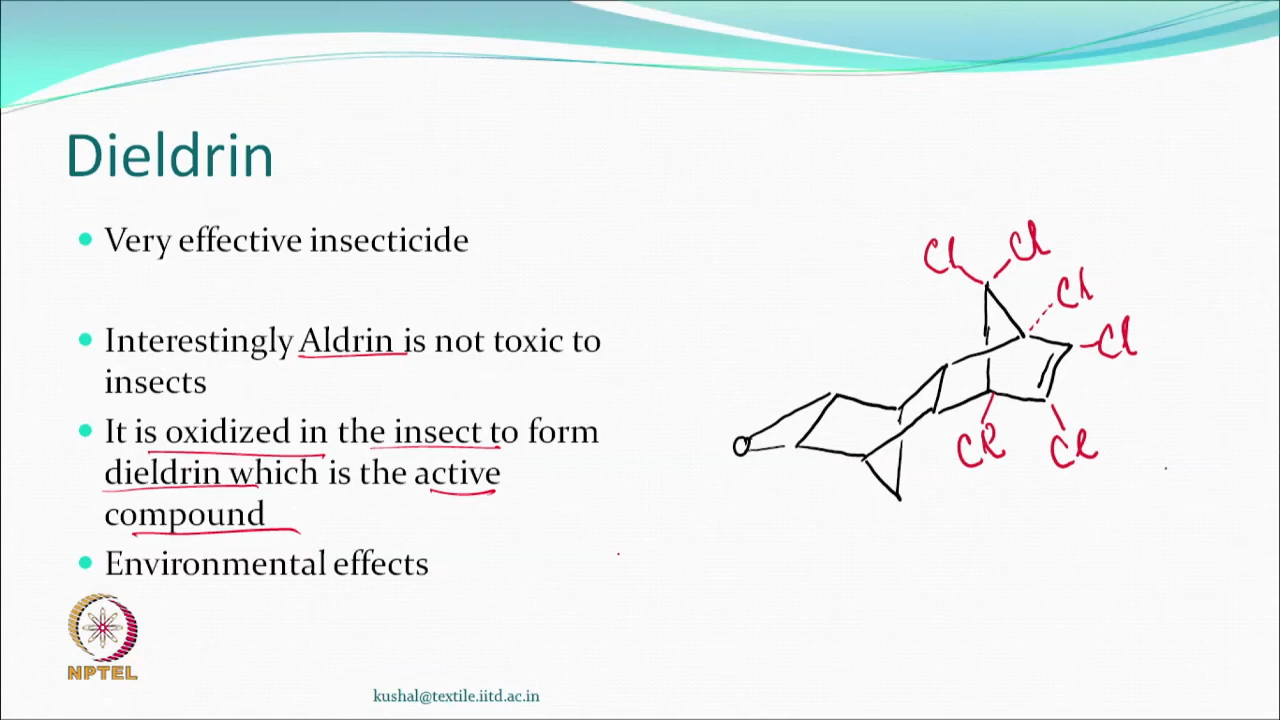 Dieldrin
Very effective insecticide
Interestingly Aldrin is not toxic to
insects
It is oxidized in the insect to form
dieldrin which is the active
compound
Environmental effects
Cl Cl
Cl
Cl
O
Cl Cl
NPTEL
kushal@textile.iitd.ac.in